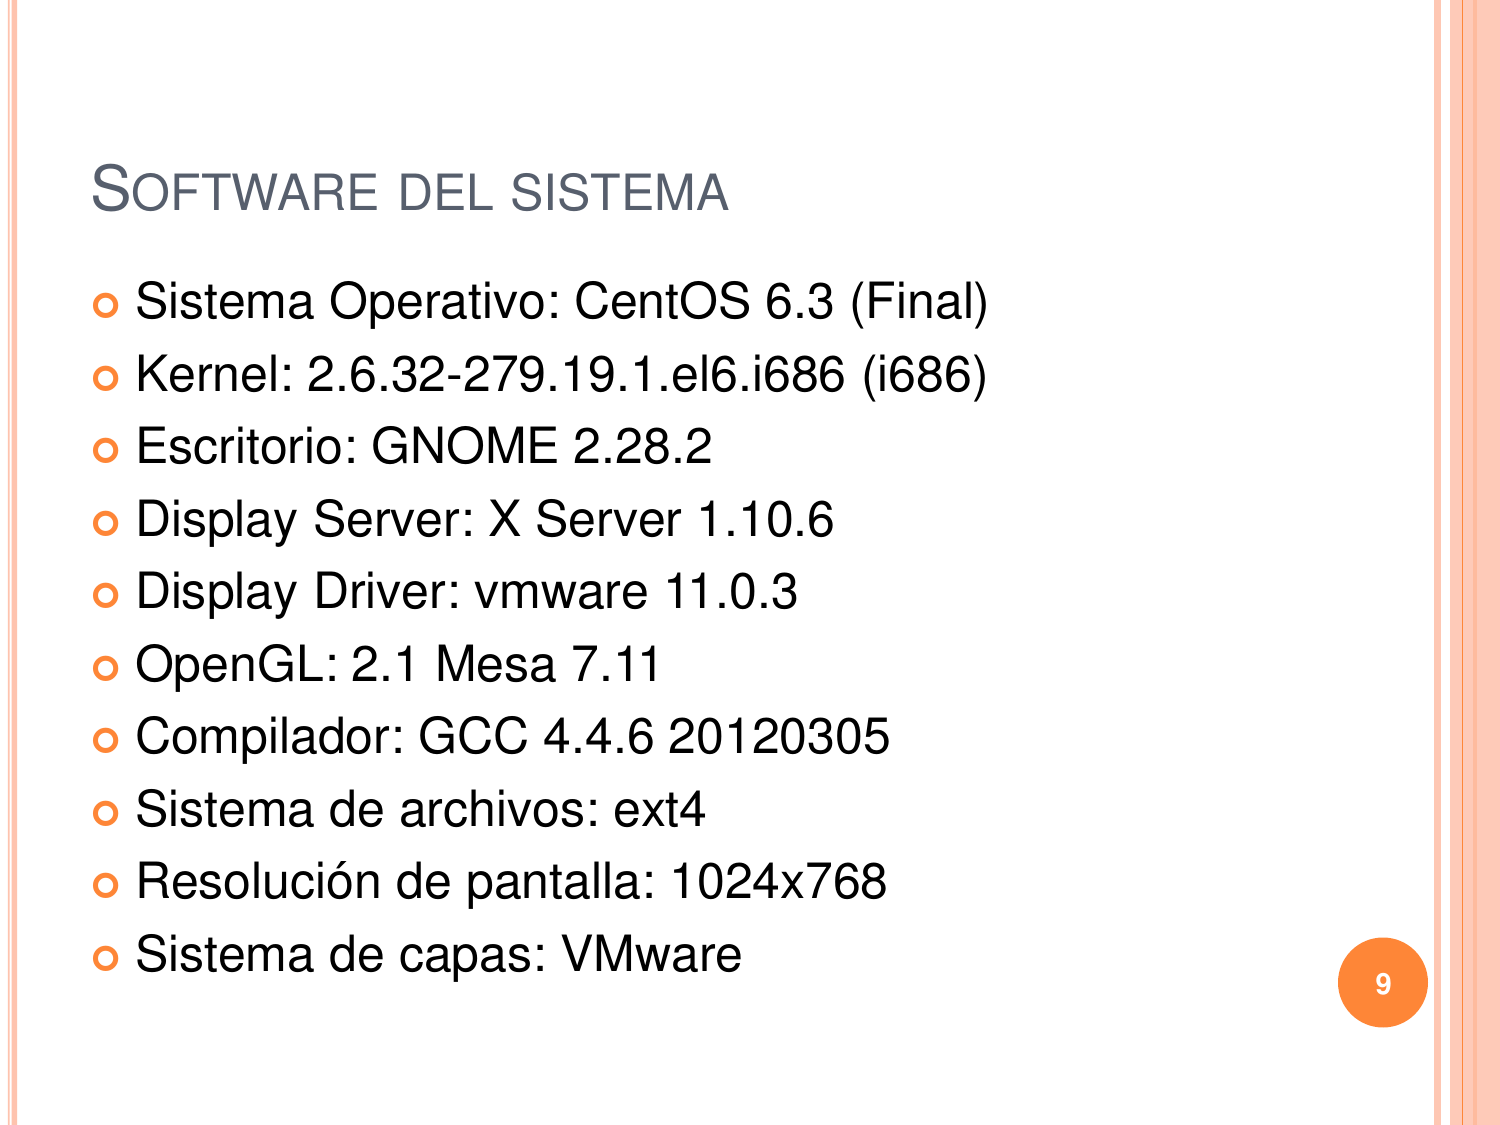 SOFTWARE DEL SISTEMA
Sistema Operativo: CentOS 6.3 (Final)
Kernel: 2.6.32-279.19.1.el6.i686 (i686)
Escritorio: GNOME 2.28.2
Display Server: X Server 1.10.6
Display Driver: vmware 11.0.3
OpenGL: 2.1 Mesa 7.11
Compilador: GCC 4.4.6 20120305
Sistema de archivos: ext4
Resolución de pantalla: 1024x768
Sistema de capas: VMware
9